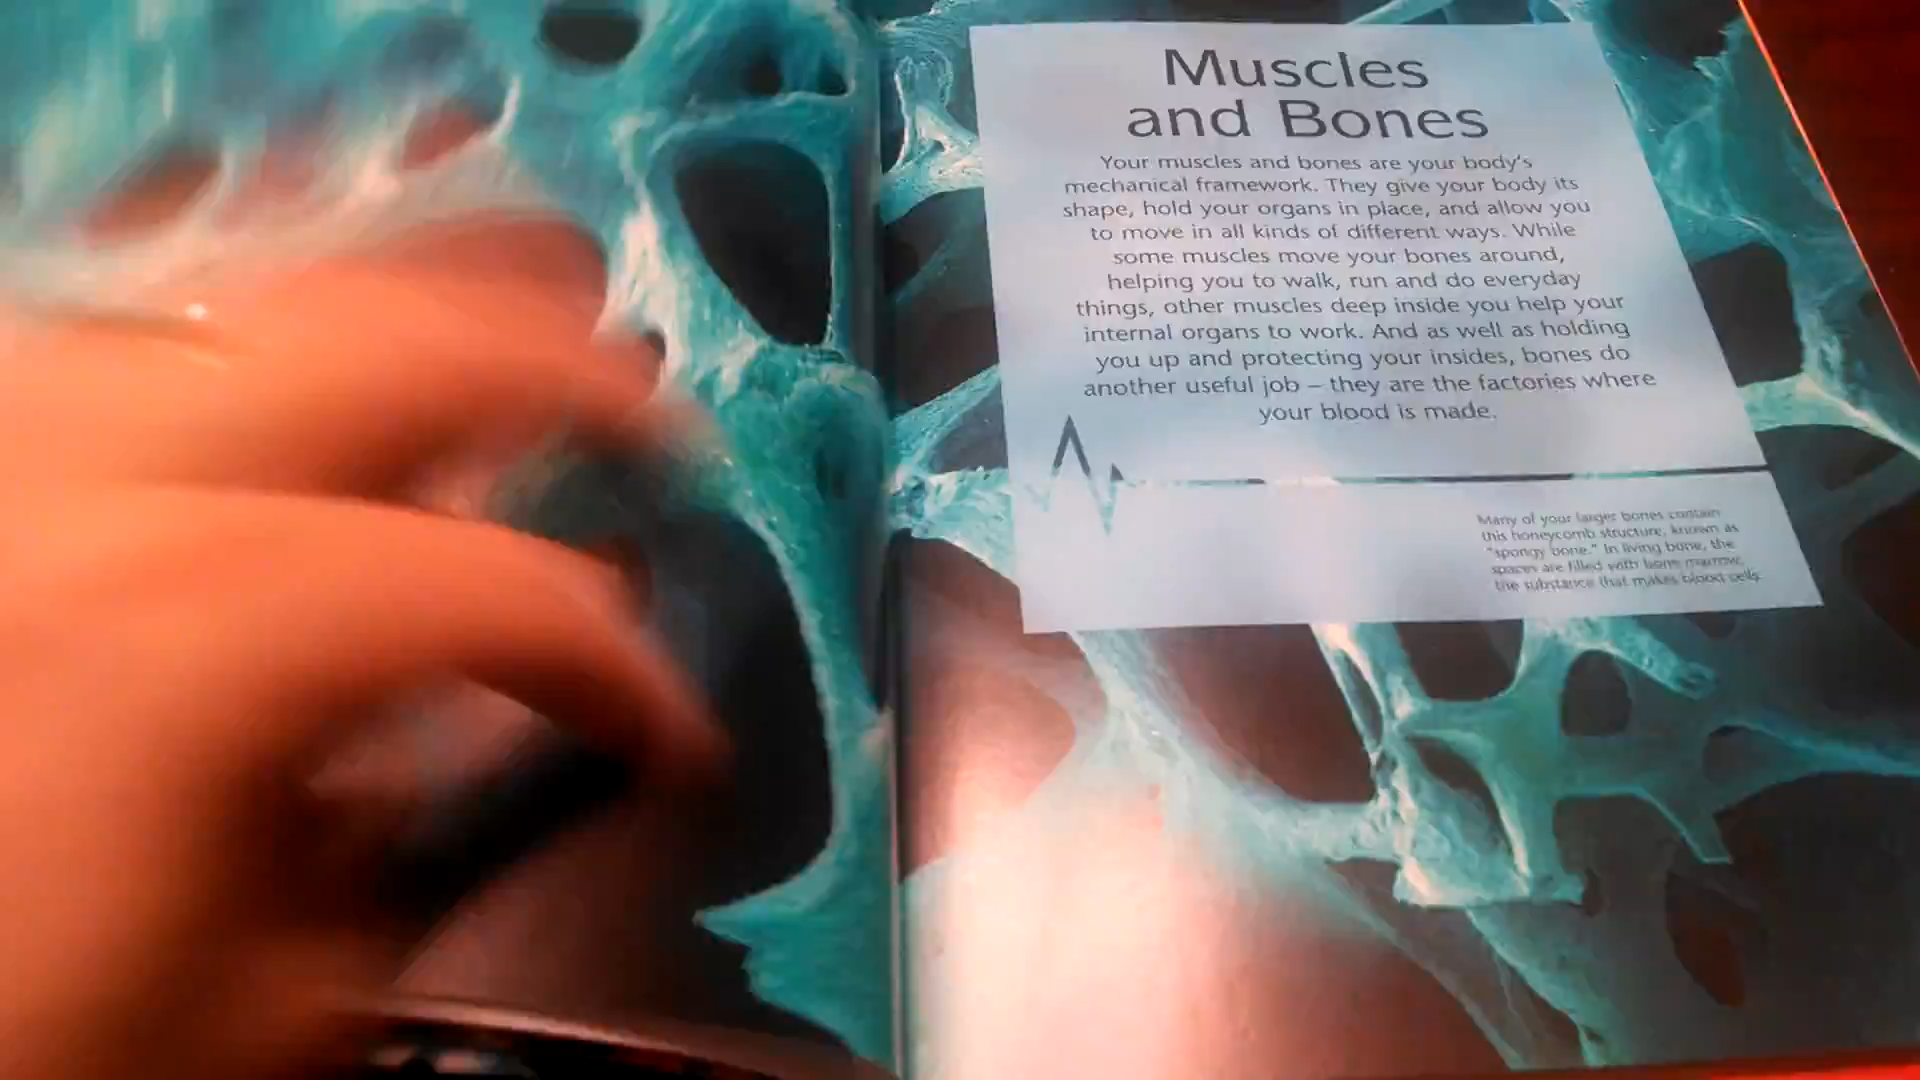 Muscles
and Bones
Your muscles and bones are your body's
mechanical framework. They give your body its
shape, hold your organs in place, and allow you
to move in all kinds of different ways. While
some muscles move your bones around,
helping you to walk, run and do everyday
things, other muscles deep inside you help your
internal organs to work. And as well as holding
you up and protecting your insides, bones do
another useful job – they are the factories where
your blood is made.
Many of your larger bones contain
this honeycomb structure, known as
"spongy bone." In living bone, the
spaces are filled with bone marrow,
the substance that makes blood cells.